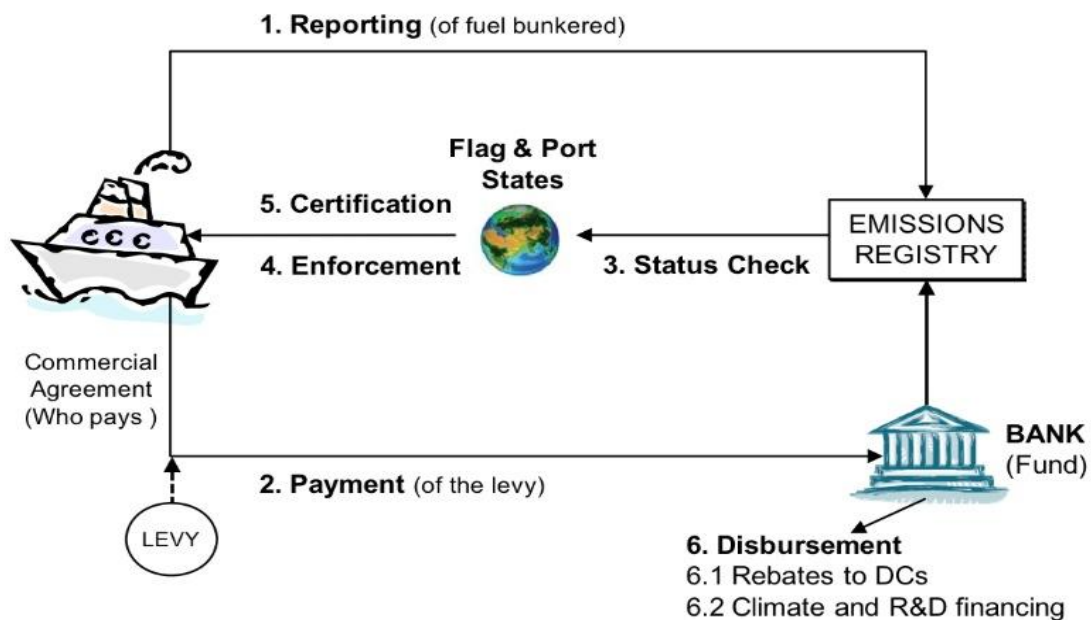 1. Reporting (of fuel bunkered)
Flag & Port
States
5. Certification
4. Enforcement
3. Status Check
EMISSIONS
REGISTRY
Commercial
Agreement
(Who pays )
BANK
(Fund)
2. Payment (of the levy)
LEVY
6. Disbursement
6.1 Rebates to DCs
6.2 Climate and R&D financing